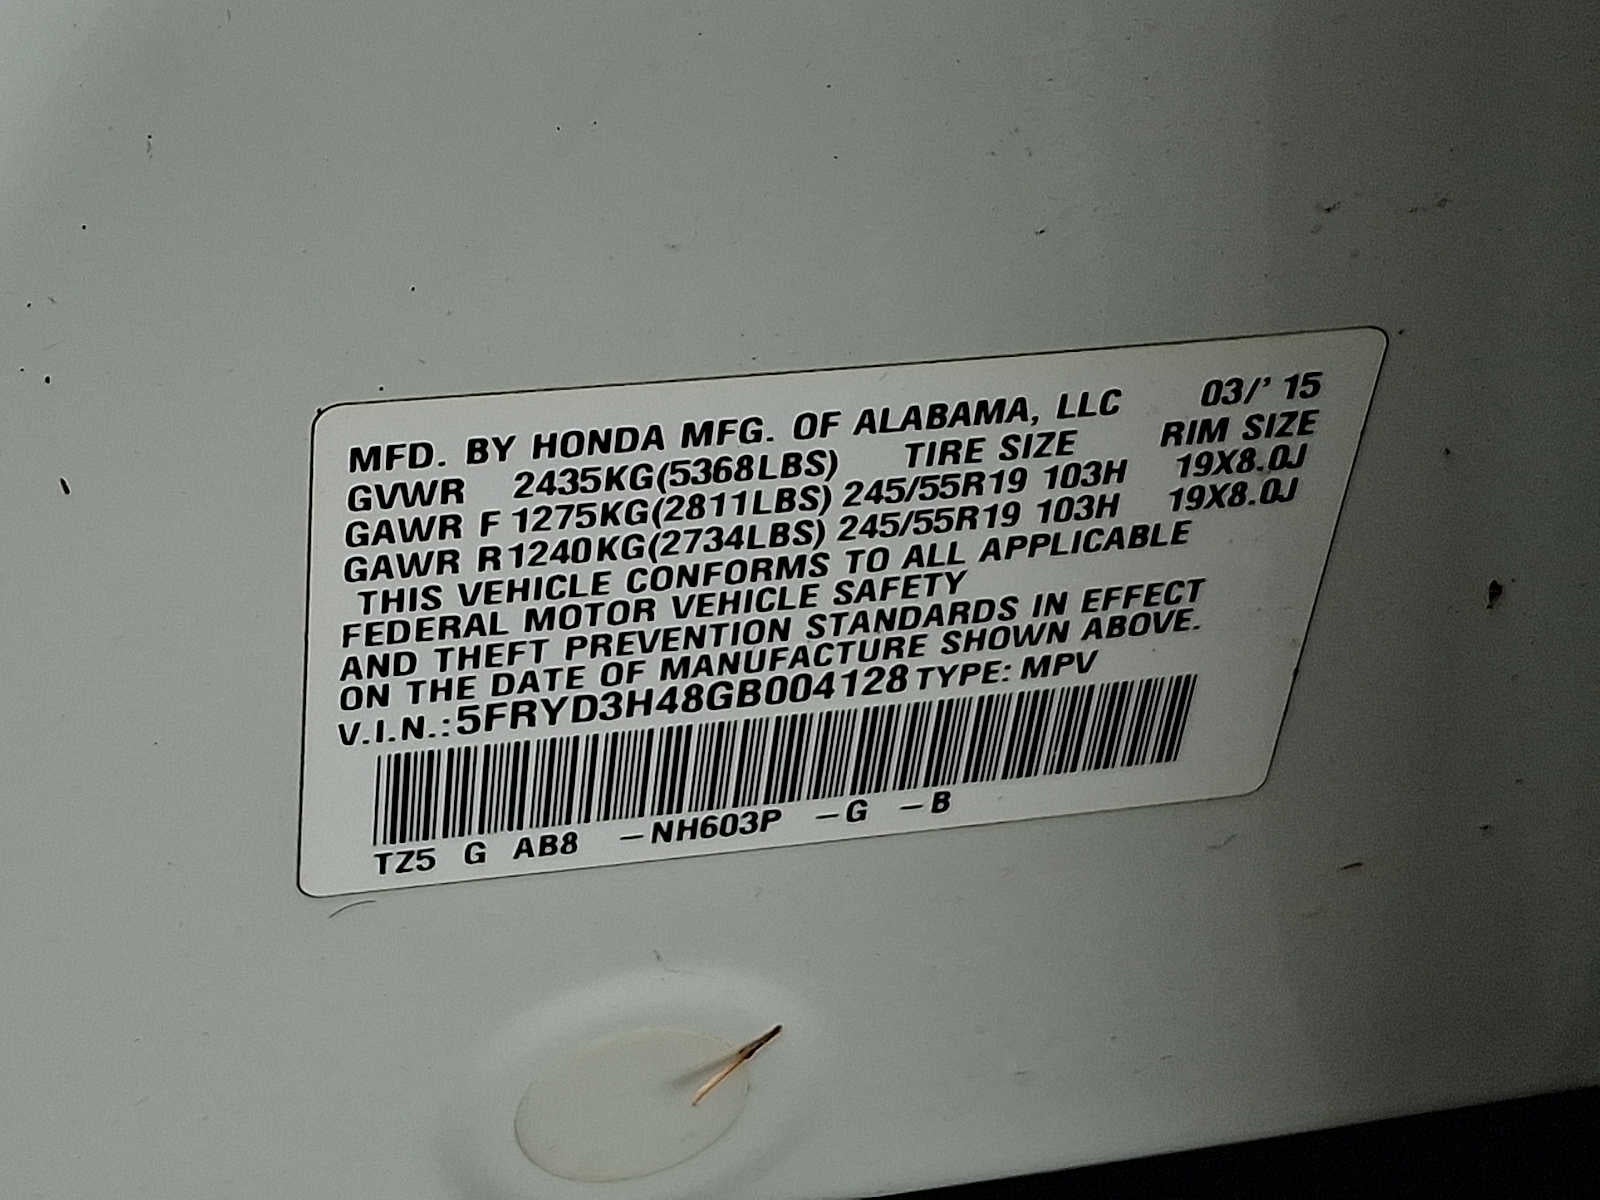 MFD. BY HONDA MFG. OF ALABAMA, LLC 03/' 15
GVWR 2435KG(5368LBS) TIRE SIZE RIM SIZE
GAWR F 1275KG(2811LBS) 245/55R19 103H 19X8.0J
GAWR R 1240KG(2734LBS) 245/55R19 103H 19X8.0J
THIS VEHICLE CONFORMS TO ALL APPLICABLE
FEDERAL MOTOR VEHICLE SAFETY
AND THEFT PREVENTION STANDARDS IN EFFECT
ON THE DATE OF MANUFACTURE SHOWN ABOVE.
V.I.N.: 5FRYD3H48GB004128 TYPE: MPV
TZ5 G AB8 -NH603P -G -B